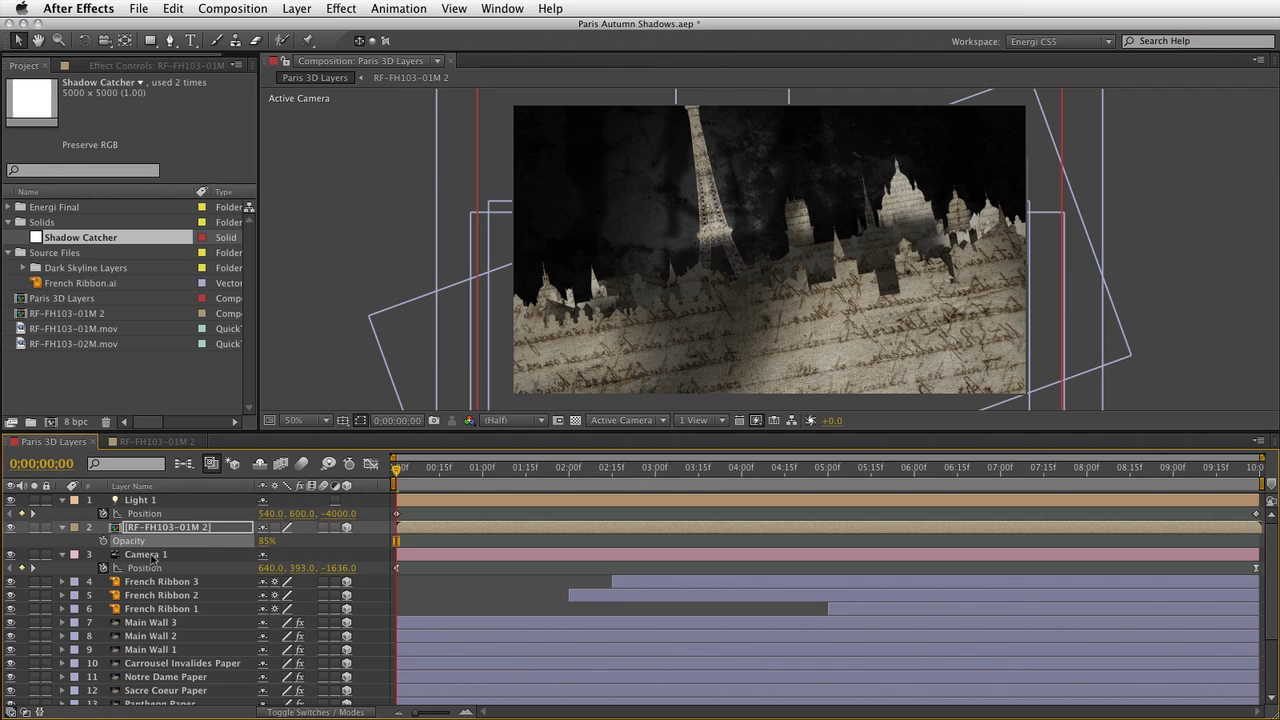 After Effects File Edit Composition Layer Effect Animation View Window Help
Paris Autumn Shadows.aep *
Workspace: Energi CS5 Search Help
Project Effect Controls: RF-FH103-01M
Composition: Paris 3D Layers
Shadow Catcher, used 2 times
5000 x 5000 (1.00)
Paris 3D Layers RF-FH103-01M 2
Active Camera
Preserve RGB
Name Type
Energi Final Folder
Solids Folder
Shadow Catcher Solid
Source Files Folder
Dark Skyline Layers Folder
French Ribbon.ai Vector
Paris 3D Layers Compo
RF-FH103-01M 2 Compo
RF-FH103-01M.mov QuickT
RF-FH103-02M.mov QuickT
8 bpc 50% 0;00;00;00 (Half) Active Camera 1 View +0.0
Paris 3D Layers RF-FH103-01M 2
0;00;00;00
:00f 00:15f 01:00f 01:15f 02:00f 02:15f 03:00f 03:15f 04:00f 04:15f 05:00f 05:15f 06:00f 06:15f 07:00f 07:15f 08:00f 08:15f 09:00f 09:15f 10:0
# Layer Name
1 Light 1
Position 540.0, 600.0, -4000.0
2 [RF-FH103-01M 2]
Opacity 85%
3 Camera 1
Position 640.0, 393.0, -1636.0
4 French Ribbon 3
5 French Ribbon 2
6 French Ribbon 1
7 Main Wall 3
8 Main Wall 2
9 Main Wall 1
10 Carrousel Invalides Paper
11 Notre Dame Paper
12 Sacre Coeur Paper
13 Pantheon Paper
Toggle Switches / Modes